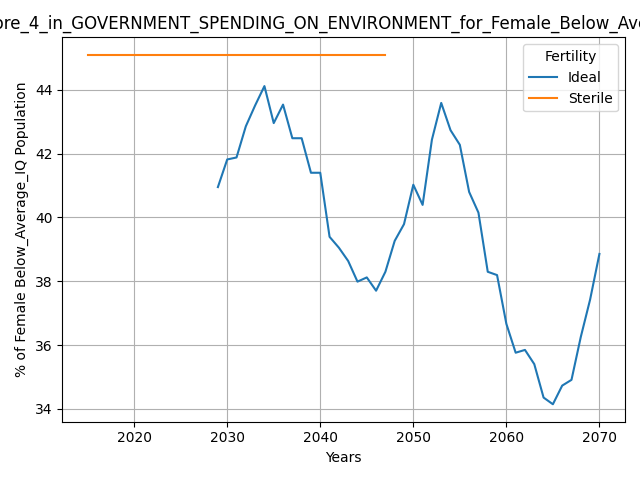 ore_4_in_GOVERNMENT_SPENDING_ON_ENVIRONMENT_for_Female_Below_Ave
Fertility
Ideal
Sterile
% of Female Below_Average_IQ Population
44
42
40
38
36
34
2020 2030 2040 2050 2060 2070
Years